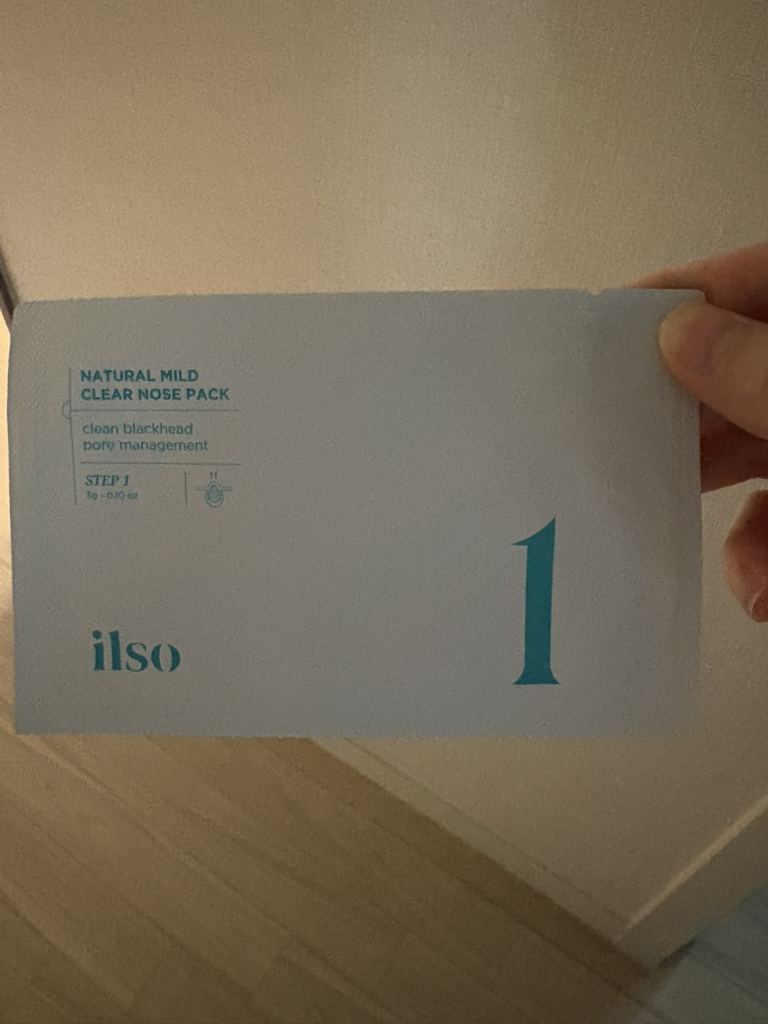 NATURAL MILD
CLEAR NOSE PACK
clean blackhead
pore management
STEP 1
3g - 0.10 oz
ilso
1